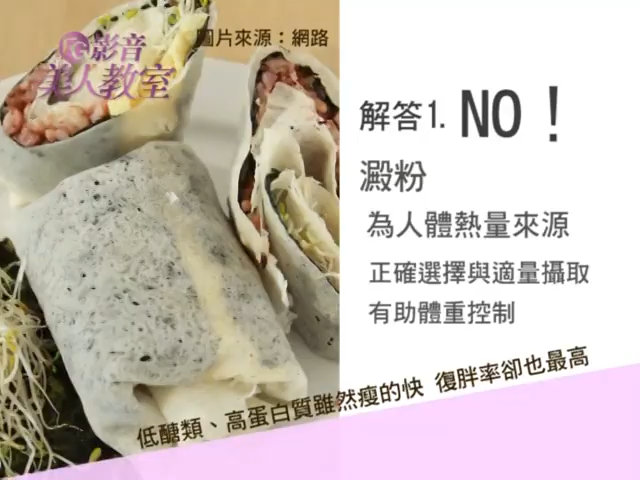 影音
美人教室
圖片來源：網路
解答1. NO！
澱粉
為人體熱量來源
正確選擇與適量攝取
有助體重控制
低醣類、高蛋白質雖然瘦的快 復胖率卻也最高